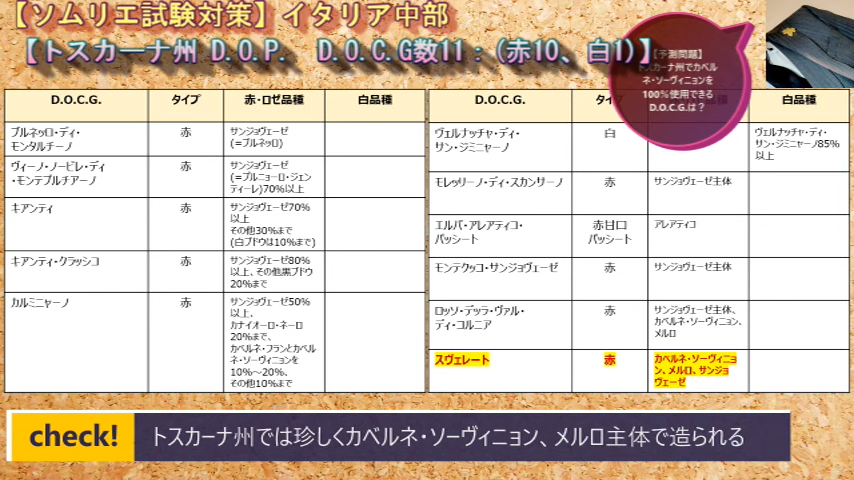 【ソムリエ試験対策】イタリア中部
【トスカーナ州 D.O.P. D.O.C.G数11：(赤10、白1)】
【予測問題】
トスカーナ州でカベル
ネ・ソーヴィニョンを
100%使用できる
D.O.C.G.は？
D.O.C.G.
タイプ
赤・ロゼ品種
白品種
ブルネッロ・ディ・
モンタルチーノ
赤
サンジョヴェーゼ
(=ブルネッロ)
ヴィーノ・ノービレ・ディ
・モンテプルチアーノ
赤
サンジョヴェーゼ
(=プルニョーロ・ジェン
ティーレ)70%以上
キアンティ
赤
サンジョヴェーゼ70%
以上
その他30%まで
(白ブドウは10%まで)
キアンティ・クラッシコ
赤
サンジョヴェーゼ80%
以上、その他黒ブドウ
20%まで
カルミニャーノ
赤
サンジョヴェーゼ50%
以上、
カナイオーロ・ネーロ
20%まで、
カベルネ・フランとカベル
ネ・ソーヴィニョンを
10%～20%、
その他10%まで
D.O.C.G.
タイプ
白品種
ヴェルナッチャ・ディ・
サン・ジミニャーノ
白
ヴェルナッチャ・ディ・
サン・ジミニャーノ85%
以上
モレッリーノ・ディ・スカンサーノ
赤
サンジョヴェーゼ主体
エルバ・アレアティコ・
パッシート
赤甘口
パッシート
アレアティコ
モンテクッコ・サンジョヴェーゼ
赤
サンジョヴェーゼ主体
ロッソ・デッラ・ヴァル・
ディ・コルニア
赤
サンジョヴェーゼ主体、
カベルネ・ソーヴィニョン、
メルロ
スヴェレート
赤
カベルネ・ソーヴィニョ
ン、メルロ、サンジョ
ヴェーゼ
check!
トスカーナ州では珍しくカベルネ・ソーヴィニョン、メルロ主体で造られる